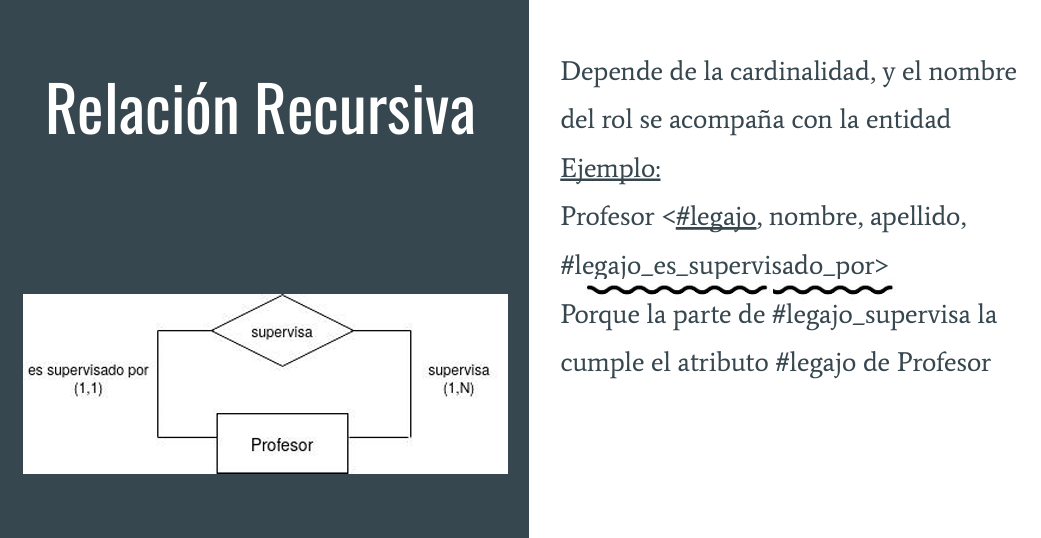 Relación Recursiva
supervisa
es supervisado por
(1,1)
supervisa
(1,N)
Profesor
Depende de la cardinalidad, y el nombre
del rol se acompaña con la entidad
Ejemplo:
Profesor <#legajo, nombre, apellido,
#legajo_es_supervisado_por>
Porque la parte de #legajo_supervisa la
cumple el atributo #legajo de Profesor